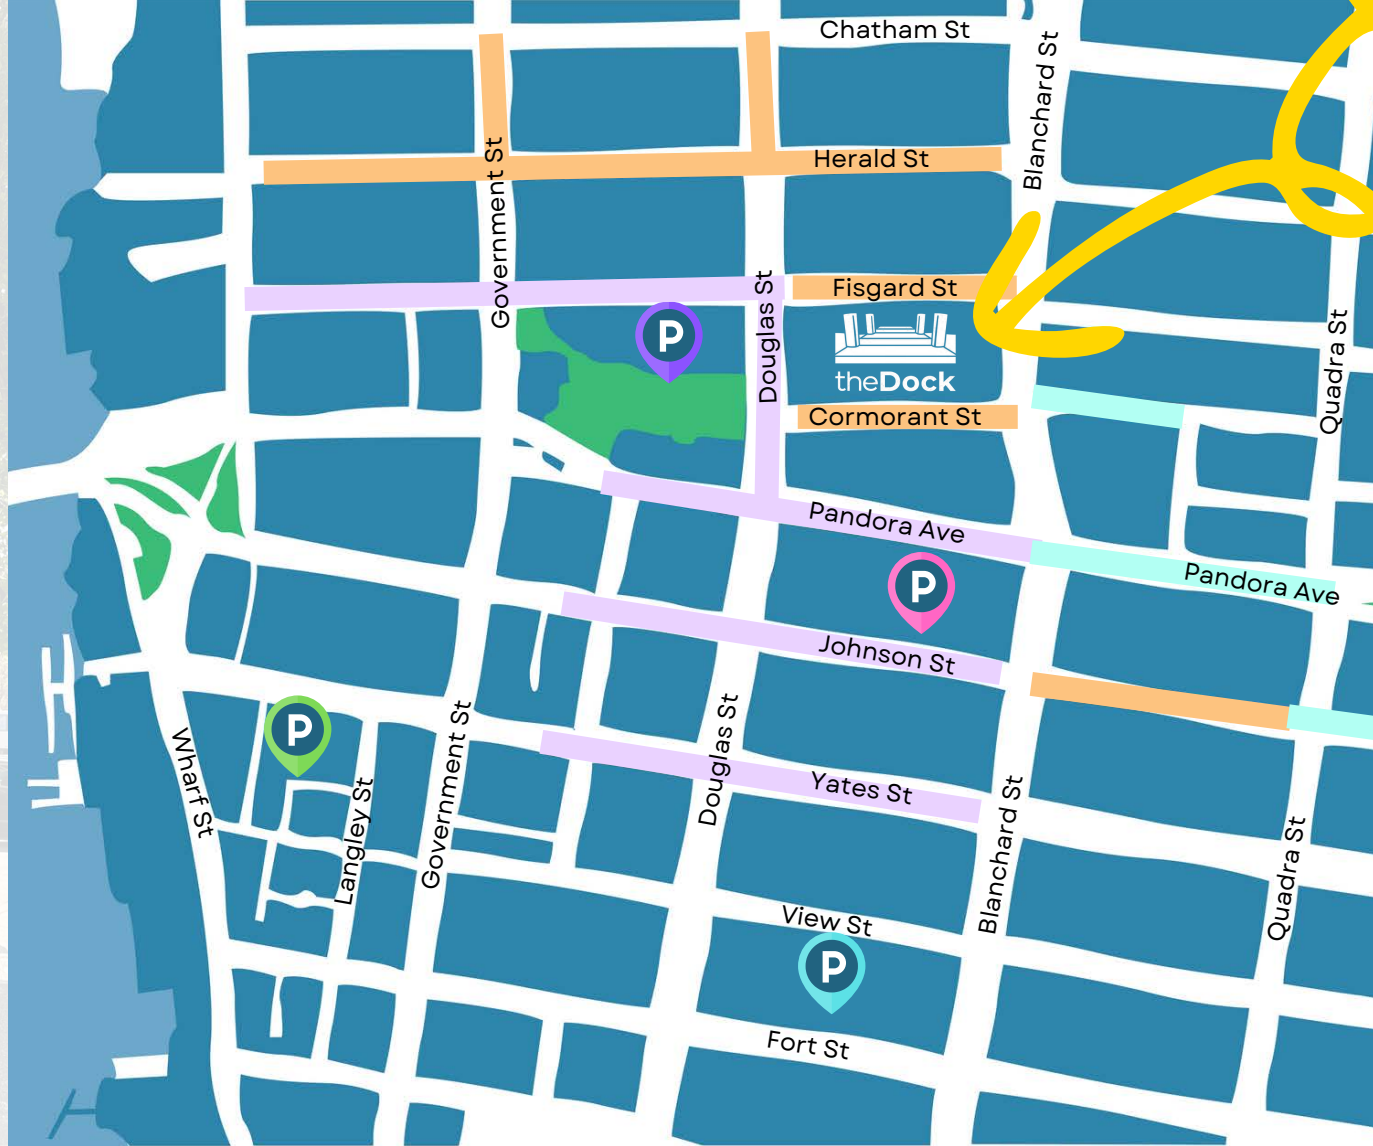 Chatham St
Blanchard St
Herald St
Government St
Fisgard St
Douglas St
P
theDock
Quadra St
Cormorant St
Pandora Ave
P
Pandora Ave
Johnson St
P
Wharf St
Langley St
Government St
Douglas St
Yates St
Blanchard St
Quadra St
View St
P
Fort St